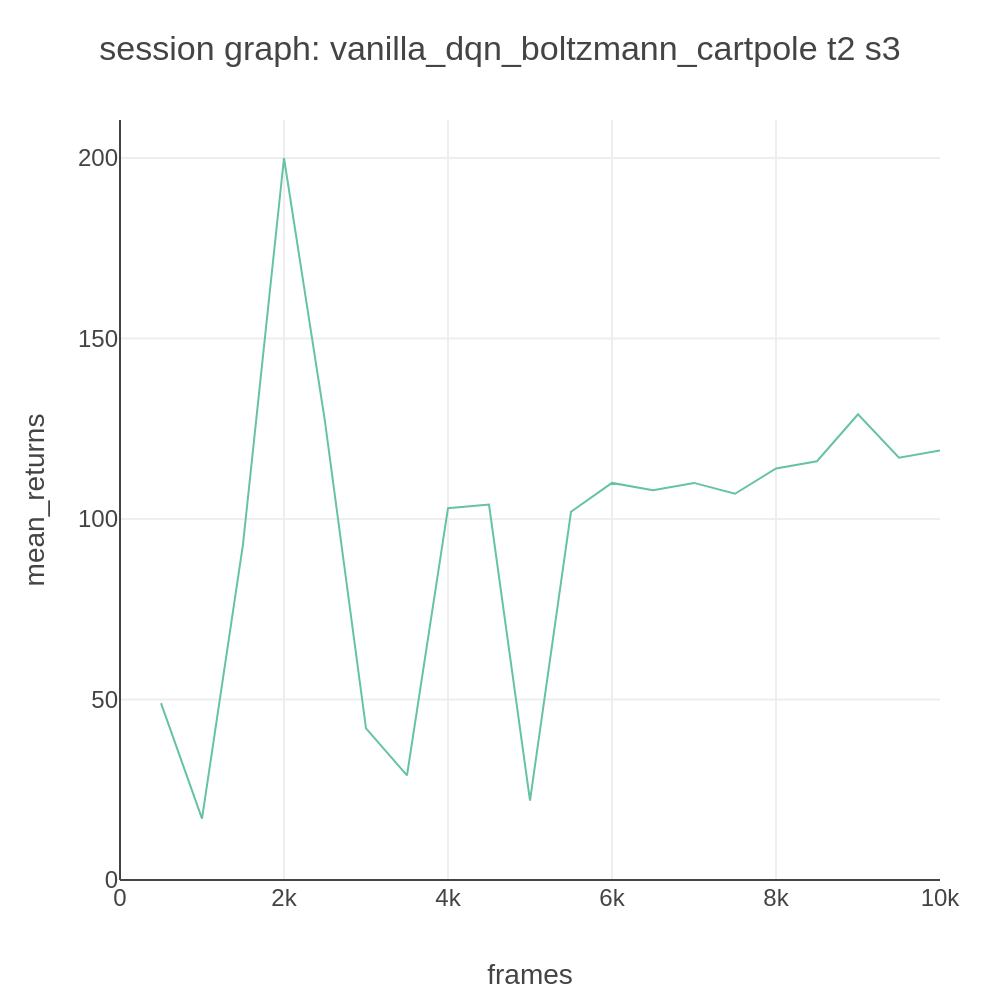 session graph: vanilla_dqn_boltzmann_cartpole t2 s3
200
150
100
50
0
mean_returns
0 2k 4k 6k 8k 10k
frames